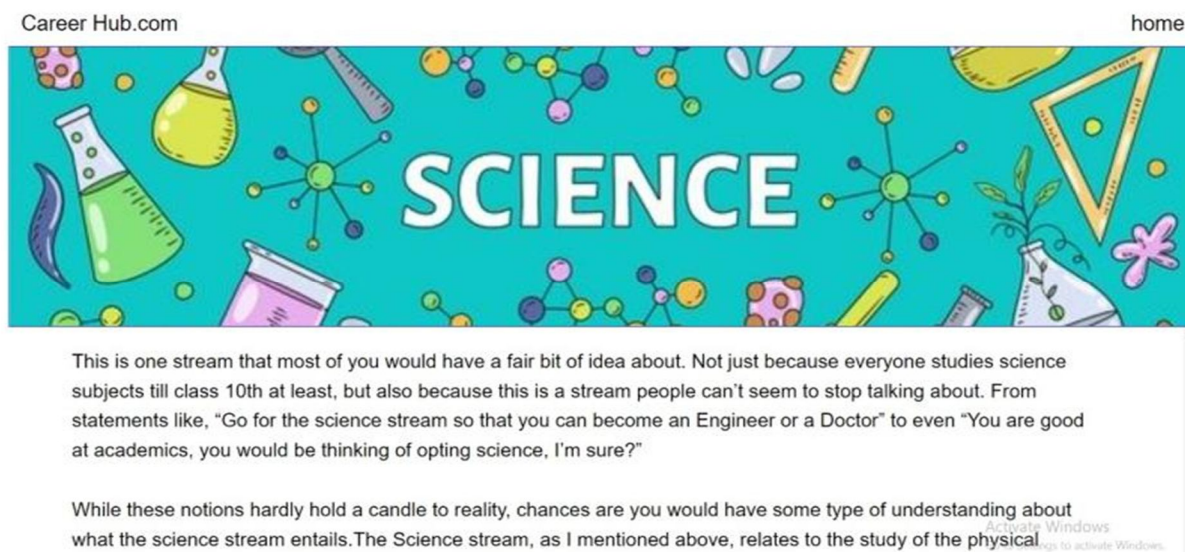 Career Hub.com
home
SCIENCE
This is one stream that most of you would have a fair bit of idea about. Not just because everyone studies science
subjects till class 10th at least, but also because this is a stream people can’t seem to stop talking about. From
statements like, “Go for the science stream so that you can become an Engineer or a Doctor” to even “You are good
at academics, you would be thinking of opting science, I’m sure?”
While these notions hardly hold a candle to reality, chances are you would have some type of understanding about
what the science stream entails.The Science stream, as I mentioned above, relates to the study of the physical
Activate Windows
to activate Windows.